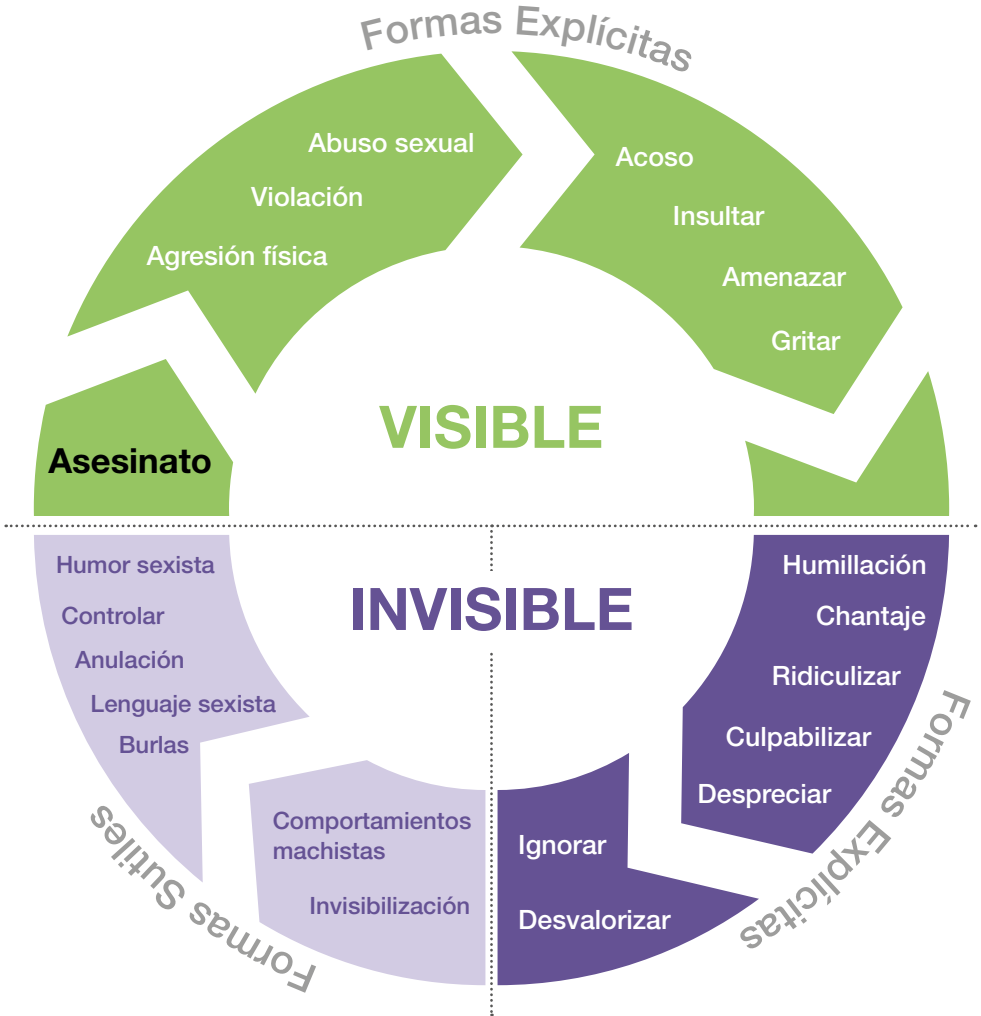 Formas Explícitas
Abuso sexual
Violación
Agresión física
Asesinato
Acoso
Insultar
Amenazar
Gritar
VISIBLE
INVISIBLE
Humor sexista
Controlar
Anulación
Lenguaje sexista
Burlas
Comportamientos
machistas
Invisibilización
Formas Sutiles
Humillación
Chantaje
Ridiculizar
Culpabilizar
Despreciar
Ignorar
Desvalorizar
Formas Explícitas